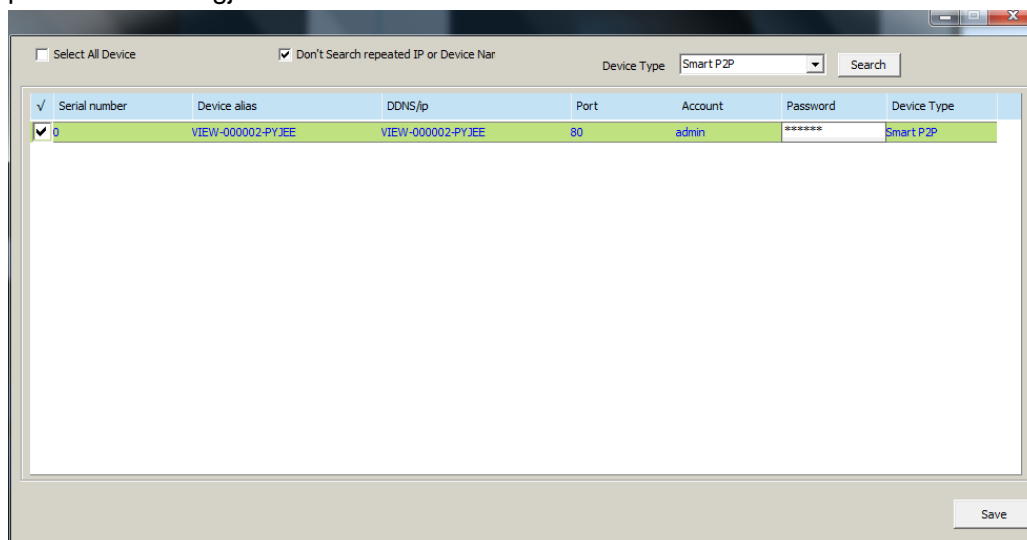 Select All Device Don't Search repeated IP or Device Nar Device Type Smart P2P Search
√ Serial number Device alias DDNS/ip Port Account Password Device Type
0 VIEW-000002-PYJEE VIEW-000002-PYJEE 80 admin ****** Smart P2P
Save